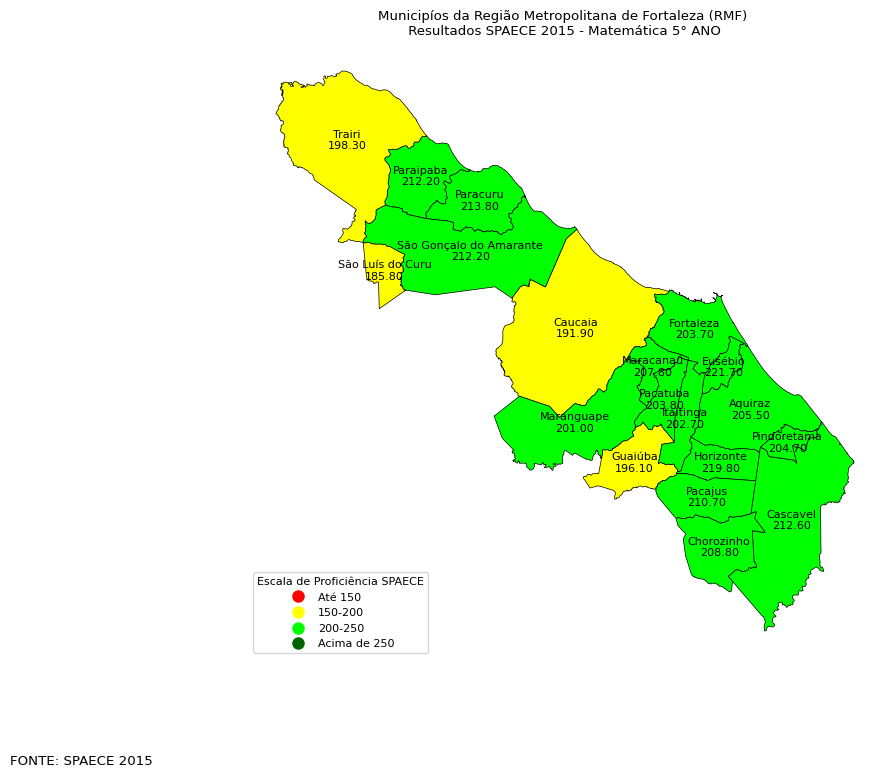 Municipíos da Região Metropolitana de Fortaleza (RMF)
Resultados SPAECE 2015 - Matemática 5° ANO
Trairi
198.30
Paraipaba
212.20
Paracuru
213.80
São Gonçalo do Amarante
212.20
São Luís do Curu
185.80
Caucaia
191.90
Fortaleza
203.70
Maracanaú
207.80
Eusébio
221.70
Pacatuba
203.80
Itaitinga
202.70
Aquiraz
205.50
Maranguape
201.00
Pindoretama
204.70
Guaiúba
196.10
Horizonte
219.80
Pacajus
210.70
Cascavel
212.60
Chorozinho
208.80
Escala de Proficiência SPAECE
Até 150
150-200
200-250
Acima de 250
FONTE: SPAECE 2015